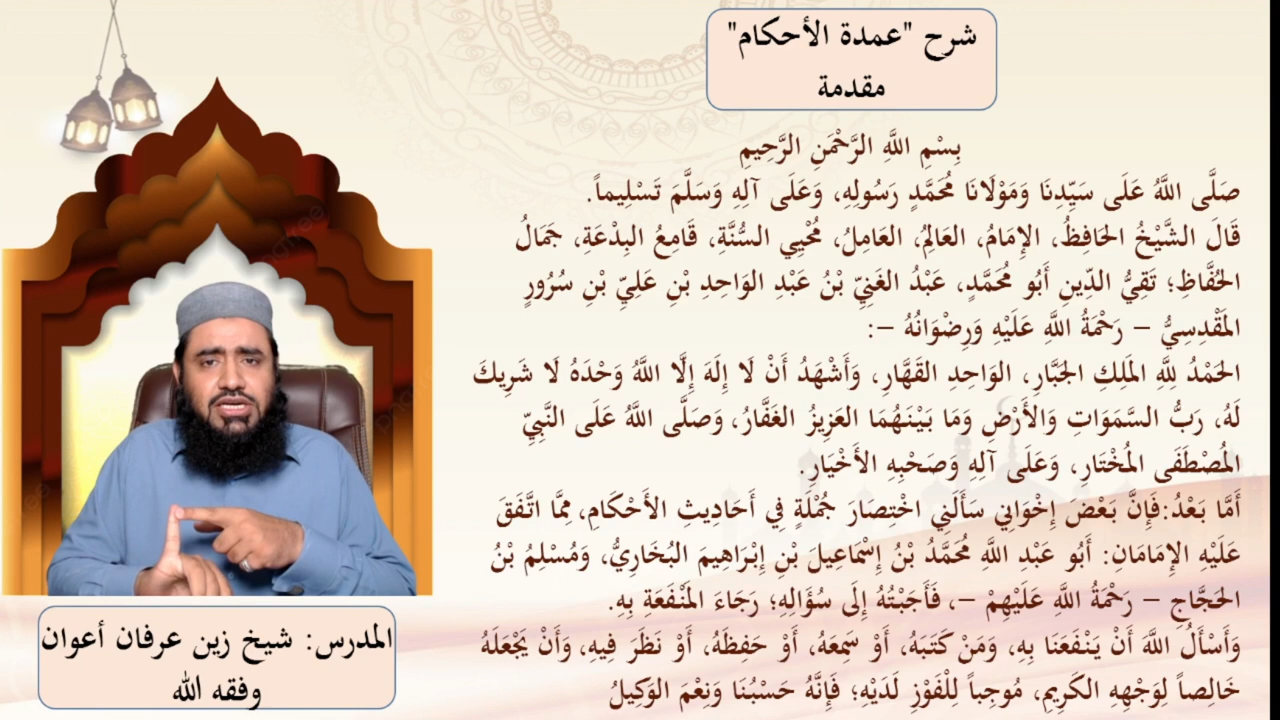 شرح "عمدة الأحكام"
مقدمة
بِسْمِ اللَّهِ الرَّحْمَنِ الرَّحِيمِ
صَلَّى اللَّهُ عَلَى سَيِّدِنَا وَمَوْلَانَا مُحَمَّدٍ رَسُولِهِ، وَعَلَى آلِهِ وَسَلَّمَ تَسْلِيماً.
قَالَ الشَّيْخُ الحَافِظُ، الإِمَامُ، العَالِمُ، العَامِلُ، مُحْيِي السُّنَّةِ، قَامِعُ البِدْعَةِ، جَمَالُ
الحُفَّاظِ؛ تَقِيُّ الدِّينِ أَبُو مُحَمَّدٍ، عَبْدُ الغَنِيِّ بْنُ عَبْدِ الوَاحِدِ بْنِ عَلِيِّ بْنِ سُرُورٍ
المَقْدِسِيُّ – رَحْمَةُ اللَّهِ عَلَيْهِ وَرِضْوَانُهُ –:
الحَمْدُ لِلَّهِ المَلِكِ الجَبَّارِ، الوَاحِدِ القَهَّارِ، وَأَشْهَدُ أَنْ لَا إِلَهَ إِلَّا اللَّهُ وَحْدَهُ لَا شَرِيكَ
لَهُ، رَبُّ السَّمَوَاتِ وَالأَرْضِ وَمَا بَيْنَهُمَا العَزِيزُ الغَفَّارُ، وَصَلَّى اللَّهُ عَلَى النَّبِيِّ
المُصْطَفَى المُخْتَارِ، وَعَلَى آلِهِ وَصَحْبِهِ الأَخْيَارِ.
أَمَّا بَعْدُ:فَإِنَّ بَعْضَ إِخْوَانِي سَأَلَنِي اخْتِصَارَ جُمْلَةٍ فِي أَحَادِيثِ الأَحْكَامِ، مِمَّا اتَّفَقَ
عَلَيْهِ الإِمَامَانِ: أَبُو عَبْدِ اللَّهِ مُحَمَّدُ بْنُ إِسْمَاعِيلَ بْنِ إِبْرَاهِيمَ البُخَارِيُّ، وَمُسْلِمُ بْنُ
الحَجَّاجِ – رَحْمَةُ اللَّهِ عَلَيْهِمْ –، فَأَجَبْتُهُ إِلَى سُؤَالِهِ؛ رَجَاءَ المَنْفَعَةِ بِهِ.
وَأَسْأَلُ اللَّهَ أَنْ يَنْفَعَنَا بِهِ، وَمَنْ كَتَبَهُ، أَوْ سَمِعَهُ، أَوْ حَفِظَهُ، أَوْ نَظَرَ فِيهِ، وَأَنْ يَجْعَلَهُ
خَالِصاً لِوَجْهِهِ الكَرِيمِ، مُوجِباً لِلْفَوْزِ لَدَيْهِ؛ فَإِنَّهُ حَسْبُنَا وَنِعْمَ الوَكِيلُ
المدرس: شيخ زين عرفان أعوان
وفقه الله